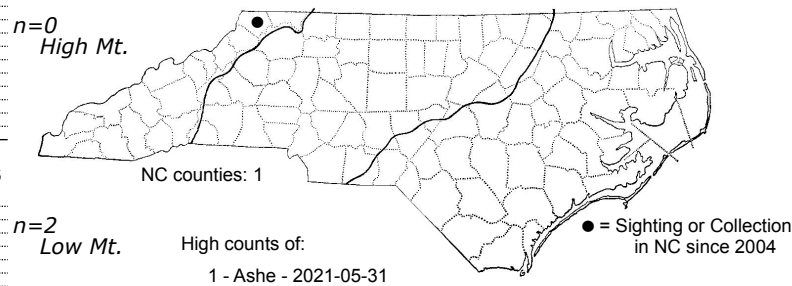 n=0
High Mt.
NC counties: 1
n=2
Low Mt.
High counts of:
1 - Ashe - 2021-05-31
● = Sighting or Collection
in NC since 2004